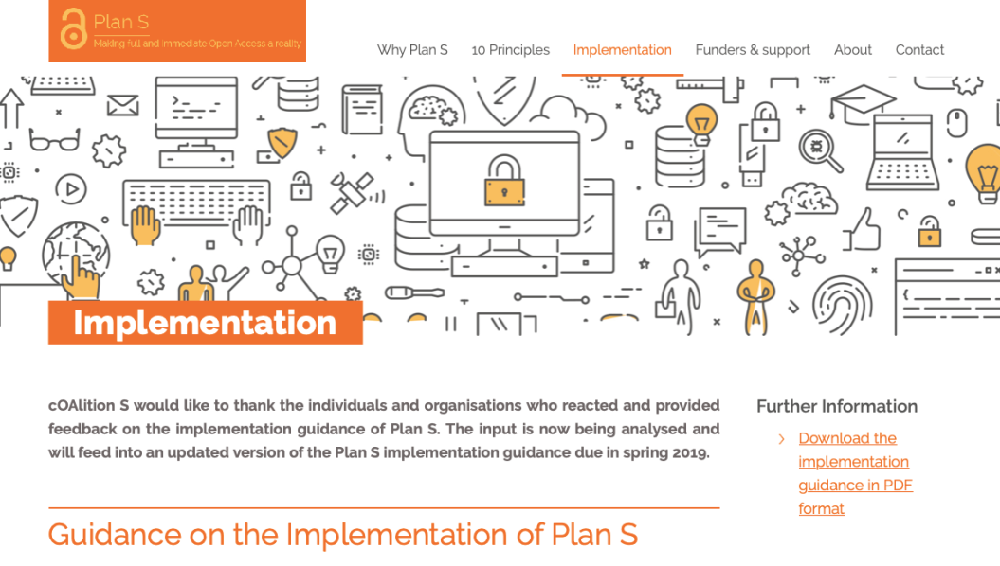 Plan S
Making full and immediate Open Access a reality
Why Plan S
10 Principles
Implementation
Funders & support
About
Contact
Implementation
cOAlition S would like to thank the individuals and organisations who reacted and provided
feedback on the implementation guidance of Plan S. The input is now being analysed and
will feed into an updated version of the Plan S implementation guidance due in spring 2019.
Further Information
Download the
implementation
guidance in PDF
format
Guidance on the Implementation of Plan S